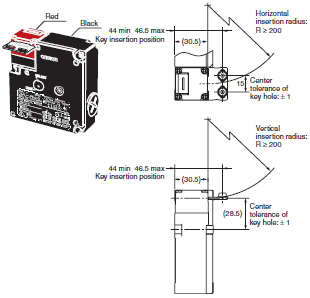 Red
Black
Horizontal
insertion radius:
R ≥ 200
44 min 46.5 max
Key insertion position
(30.5)
15
Center
tolerance of
key hole: ± 1
Vertical
insertion radius:
R ≥ 200
44 min 46.5 max
Key insertion position
(30.5)
(28.5)
Center
tolerance of
key hole: ± 1